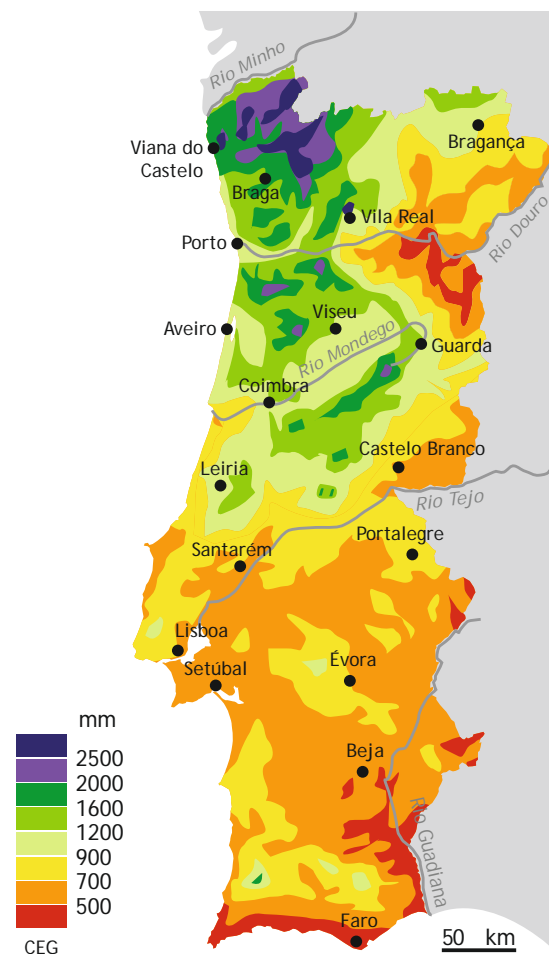 Rio Minho
Viana do
Castelo
Bragança
Braga
Vila Real
Rio Douro
Porto
Aveiro
Viseu
Rio Mondego
Guarda
Coimbra
Castelo Branco
Leiria
Rio Tejo
Portalegre
Santarém
Lisboa
Évora
Setúbal
mm
2500
2000
1600
1200
900
700
500
CEG
Beja
Rio Guadiana
Faro
50 km